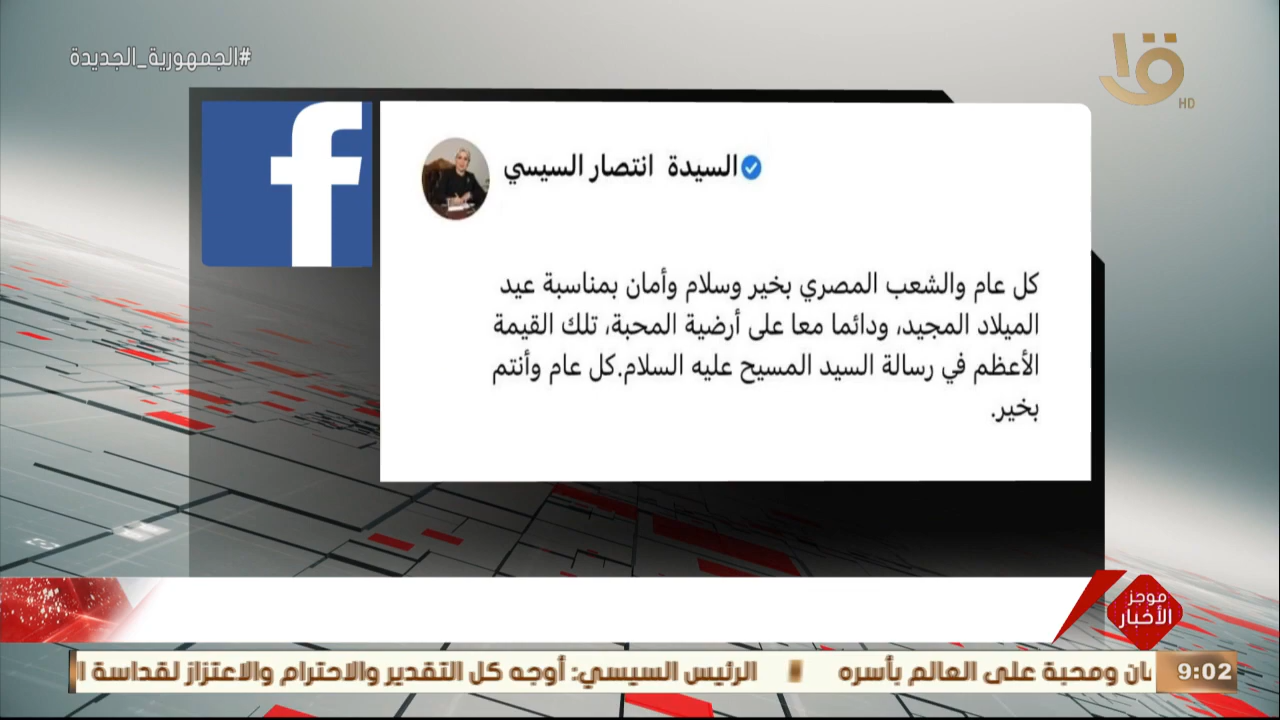 #الجمهورية_الجديدة
HD
السيدة انتصار السيسي
كل عام والشعب المصري بخير وسلام وأمان بمناسبة عيد
الميلاد المجيد، ودائما معا على أرضية المحبة، تلك القيمة
الأعظم في رسالة السيد المسيح عليه السلام.كل عام وأنتم
بخير.
موجز
الأخبار
ومحبة على العالم بأسره
الرئيس السيسي: أوجه كل التقدير والاحترام والاعتزاز لقداسة
9:02